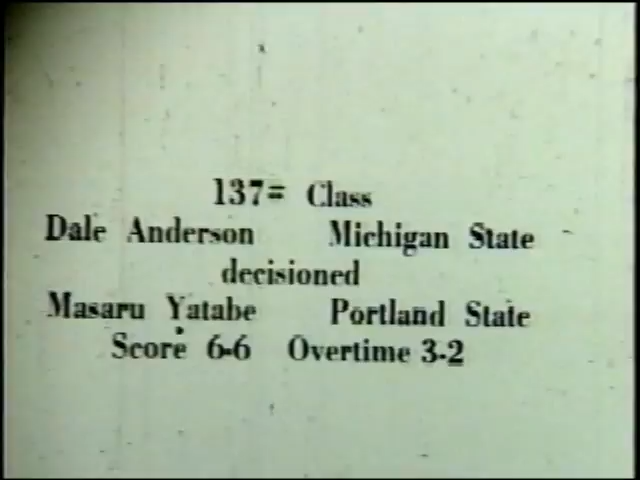 137= Class
Dale Anderson Michigan State
decisioned
Masaru Yatabe Portland State
Score 6-6 Overtime 3-2